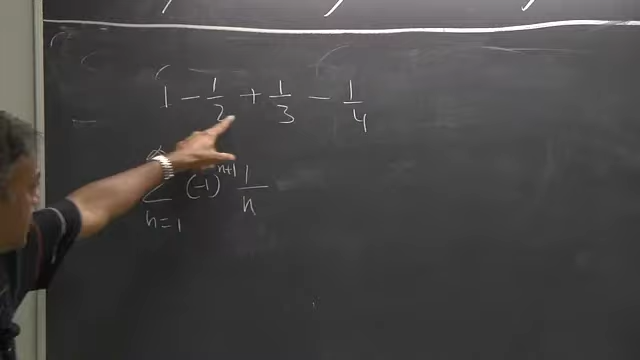 1 - 1/2 + 1/3 - 1/4
∑ n=1 (-1)^n+1 1/n